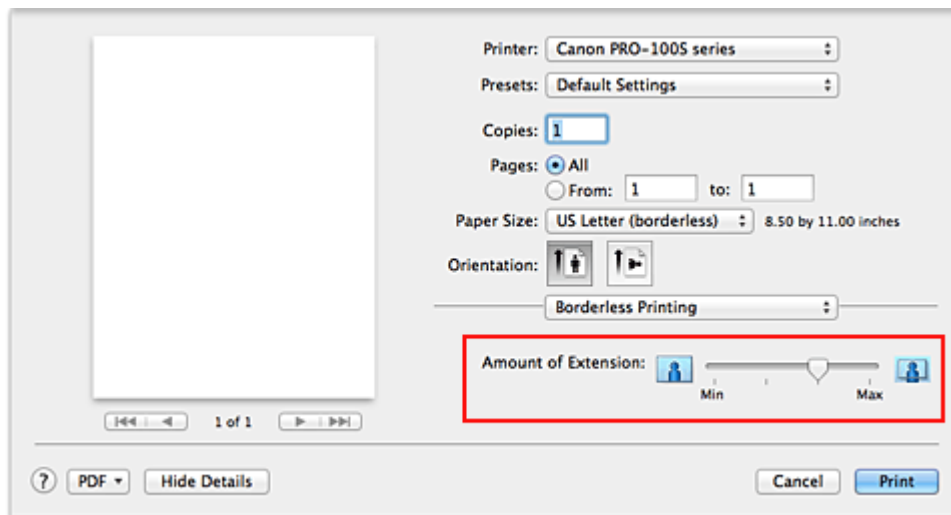 Printer: Canon PRO-100S series
Presets: Default Settings
Copies: 1
Pages: All
From: 1 to: 1
Paper Size: US Letter (borderless) 8.50 by 11.00 inches
Orientation:
Borderless Printing
Amount of Extension:
Min Max
1 of 1
? PDF Hide Details Cancel Print